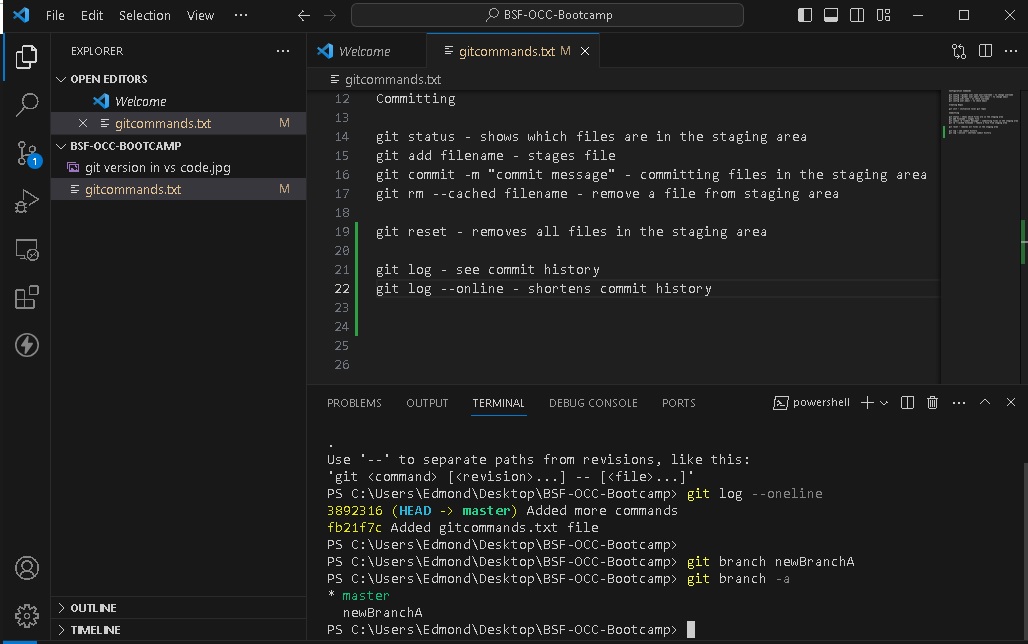 File Edit Selection View ··· BSF-OCC-Bootcamp
EXPLORER ···
OPEN EDITORS
Welcome
gitcommands.txt M
BSF-OCC-BOOTCAMP
git version in vs code.jpg
gitcommands.txt M
1
OUTLINE
TIMELINE
Welcome gitcommands.txt M
gitcommands.txt
12 Committing
13
14 git status - shows which files are in the staging area
15 git add filename - stages file
16 git commit -m "commit message" - committing files in the staging area
17 git rm --cached filename - remove a file from staging area
18
19 git reset - removes all files in the staging area
20
21 git log - see commit history
22 git log --online - shortens commit history
23
24
25
26
PROBLEMS OUTPUT TERMINAL DEBUG CONSOLE PORTS powershell
.
Use '--' to separate paths from revisions, like this:
'git <command> [<revision>...] -- [<file>...]'
PS C:\Users\Edmond\Desktop\BSF-OCC-Bootcamp> git log --oneline
3892316 (HEAD -> master) Added more commands
fb21f7c Added gitcommands.txt file
PS C:\Users\Edmond\Desktop\BSF-OCC-Bootcamp>
PS C:\Users\Edmond\Desktop\BSF-OCC-Bootcamp> git branch newBranchA
PS C:\Users\Edmond\Desktop\BSF-OCC-Bootcamp> git branch -a
* master
newBranchA
PS C:\Users\Edmond\Desktop\BSF-OCC-Bootcamp>